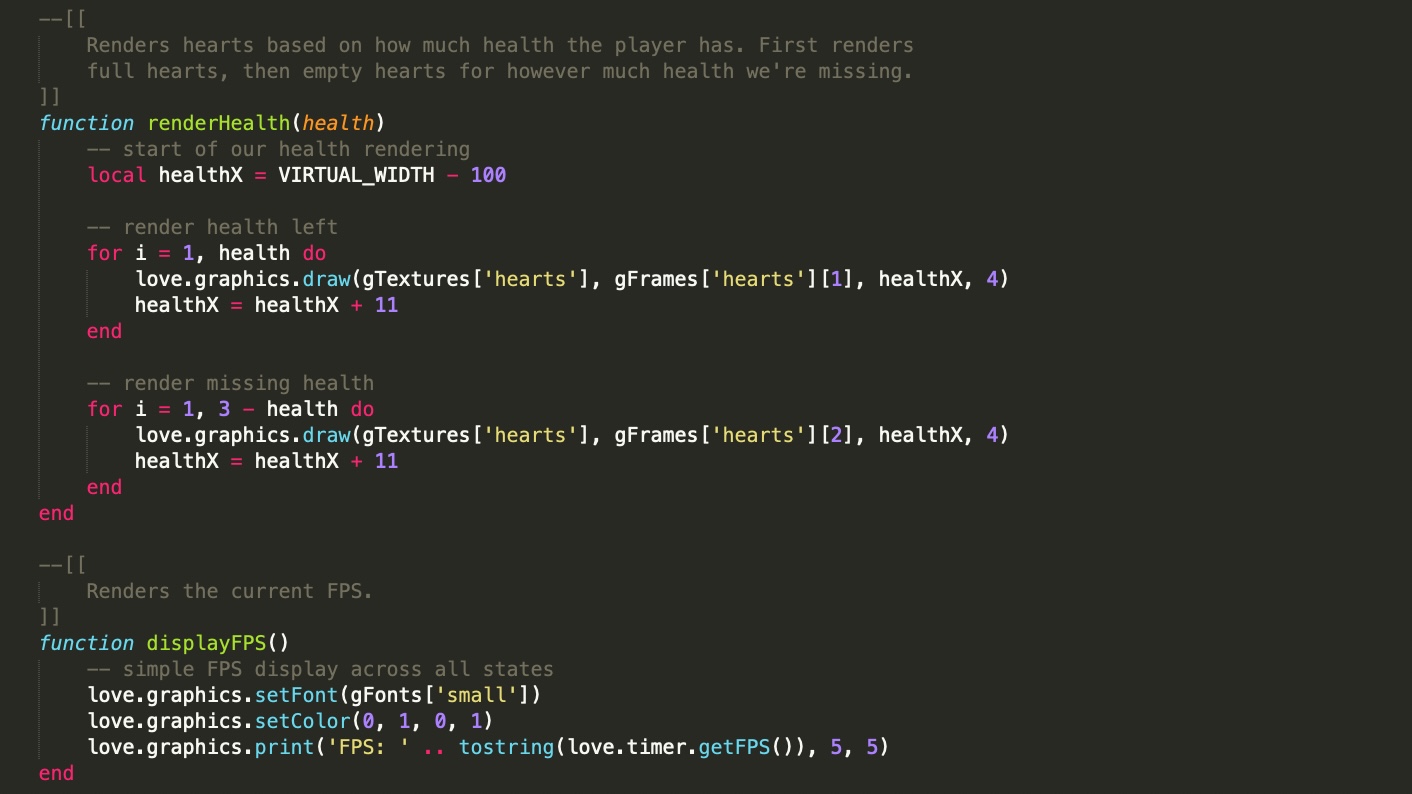 --[[
    Renders hearts based on how much health the player has. First renders
    full hearts, then empty hearts for however much health we're missing.
]]
function renderHealth(health)
    -- start of our health rendering
    local healthX = VIRTUAL_WIDTH - 100

    -- render health left
    for i = 1, health do
        love.graphics.draw(gTextures['hearts'], gFrames['hearts'][1], healthX, 4)
        healthX = healthX + 11
    end

    -- render missing health
    for i = 1, 3 - health do
        love.graphics.draw(gTextures['hearts'], gFrames['hearts'][2], healthX, 4)
        healthX = healthX + 11
    end
end

--[[
    Renders the current FPS.
]]
function displayFPS()
    -- simple FPS display across all states
    love.graphics.setFont(gFonts['small'])
    love.graphics.setColor(0, 1, 0, 1)
    love.graphics.print('FPS: ' .. tostring(love.timer.getFPS()), 5, 5)
end